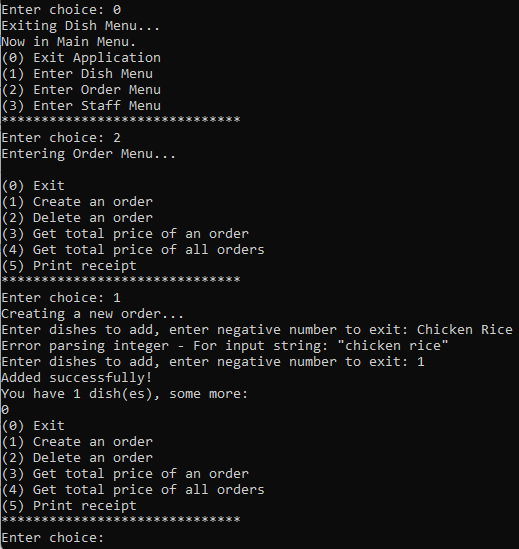 Enter choice: 0
Exiting Dish Menu...
Now in Main Menu.
(0) Exit Application
(1) Enter Dish Menu
(2) Enter Order Menu
(3) Enter Staff Menu
******************************
Enter choice: 2
Entering Order Menu...
(0) Exit
(1) Create an order
(2) Delete an order
(3) Get total price of an order
(4) Get total price of all orders
(5) Print receipt
******************************
Enter choice: 1
Creating a new order...
Enter dishes to add, enter negative number to exit: Chicken Rice
Error parsing integer - For input string: "chicken rice"
Enter dishes to add, enter negative number to exit: 1
Added successfully!
You have 1 dish(es), some more:
0
(0) Exit
(1) Create an order
(2) Delete an order
(3) Get total price of an order
(4) Get total price of all orders
(5) Print receipt
******************************
Enter choice: